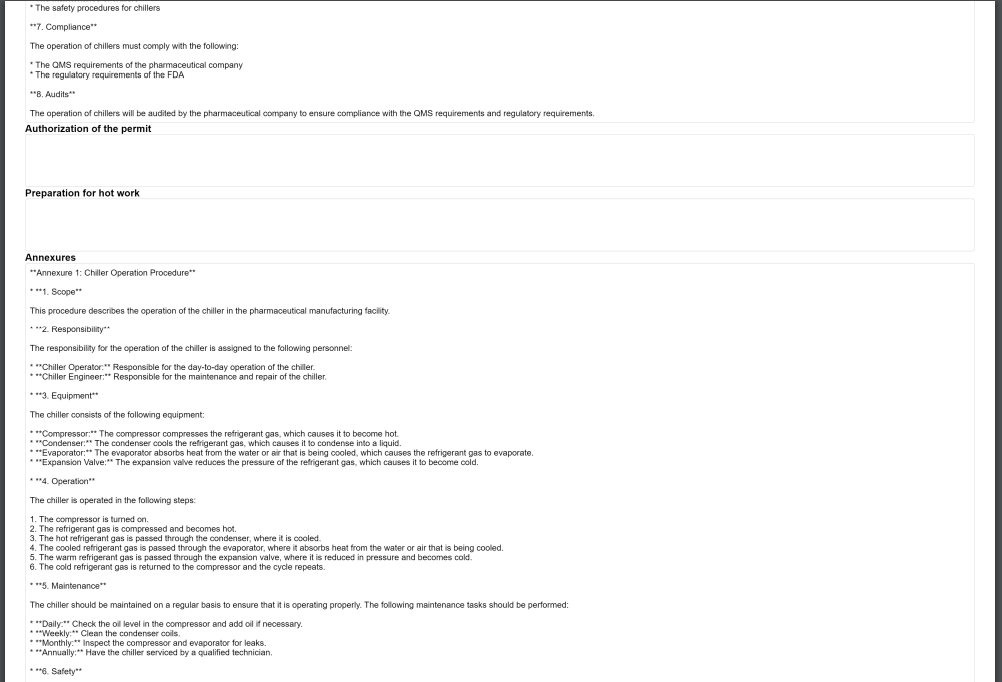 * The safety procedures for chillers
**7. Compliance**
The operation of chillers must comply with the following:
* The QMS requirements of the pharmaceutical company
* The regulatory requirements of the FDA
**8. Audits**
The operation of chillers will be audited by the pharmaceutical company to ensure compliance with the QMS requirements and regulatory requirements.
Authorization of the permit
Preparation for hot work
Annexures
**Annexure 1: Chiller Operation Procedure**
* **1. Scope**
This procedure describes the operation of the chiller in the pharmaceutical manufacturing facility.
* **2. Responsibility**
The responsibility for the operation of the chiller is assigned to the following personnel:
* **Chiller Operator:** Responsible for the day-to-day operation of the chiller.
* **Chiller Engineer:** Responsible for the maintenance and repair of the chiller.
* **3. Equipment**
The chiller consists of the following equipment:
* **Compressor:** The compressor compresses the refrigerant gas, which causes it to become hot.
* **Condenser:** The condenser cools the refrigerant gas, which causes it to condense into a liquid.
* **Evaporator:** The evaporator absorbs heat from the water or air that is being cooled, which causes the refrigerant gas to evaporate.
* **Expansion Valve:** The expansion valve reduces the pressure of the refrigerant gas, which causes it to become cold.
* **4. Operation**
The chiller is operated in the following steps:
1. The compressor is turned on.
2. The refrigerant gas is compressed and becomes hot.
3. The hot refrigerant gas is passed through the condenser, where it is cooled.
4. The cooled refrigerant gas is passed through the evaporator, where it absorbs heat from the water or air that is being cooled.
5. The warm refrigerant gas is passed through the expansion valve, where it is reduced in pressure and becomes cold.
6. The cold refrigerant gas is returned to the compressor and the cycle repeats.
* **5. Maintenance**
The chiller should be maintained on a regular basis to ensure that it is operating properly. The following maintenance tasks should be performed:
* **Daily:** Check the oil level in the compressor and add oil if necessary.
* **Weekly:** Clean the condenser coils.
* **Monthly:** Inspect the compressor and evaporator for leaks.
* **Annually:** Have the chiller serviced by a qualified technician.
* **6. Safety**